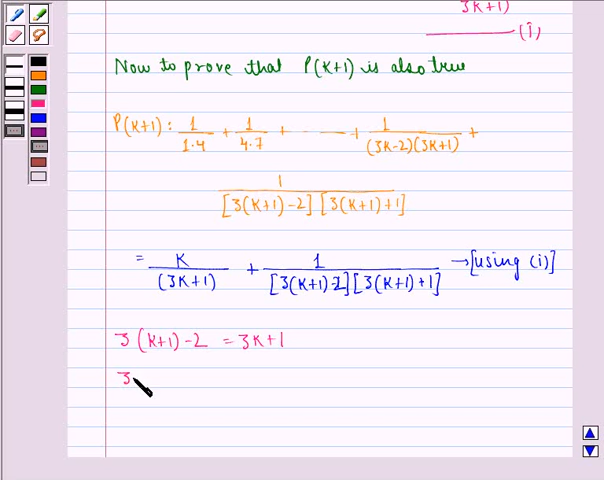 3k+1)
(i)
Now to prove that P(k+1) is also true
P(k+1) : 1/1·4 + 1/4·7 + ------ + 1/(3k-2)(3k+1) +
1/[3(k+1)-2][3(k+1)+1]
= k/(3k+1) + 1/[3(k+1)-2][3(k+1)+1] →[using (i)]
3(k+1)-2 = 3k+1
3